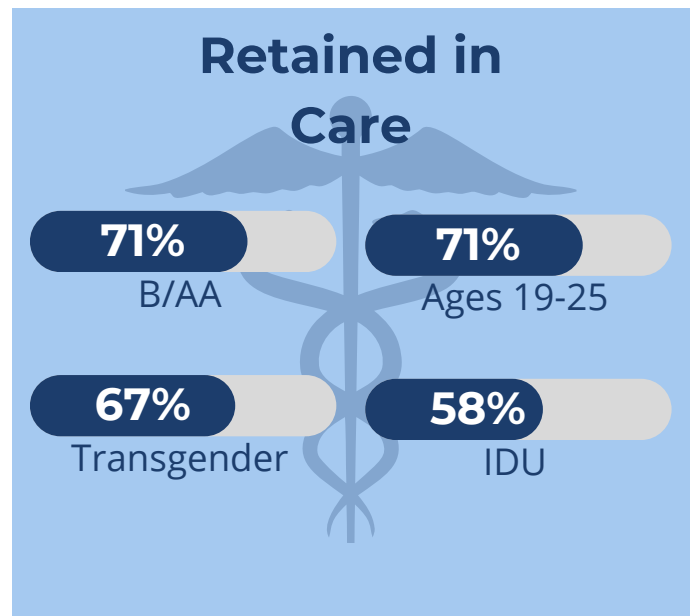 Retained in
Care
71%
B/AA
71%
Ages 19-25
67%
Transgender
58%
IDU